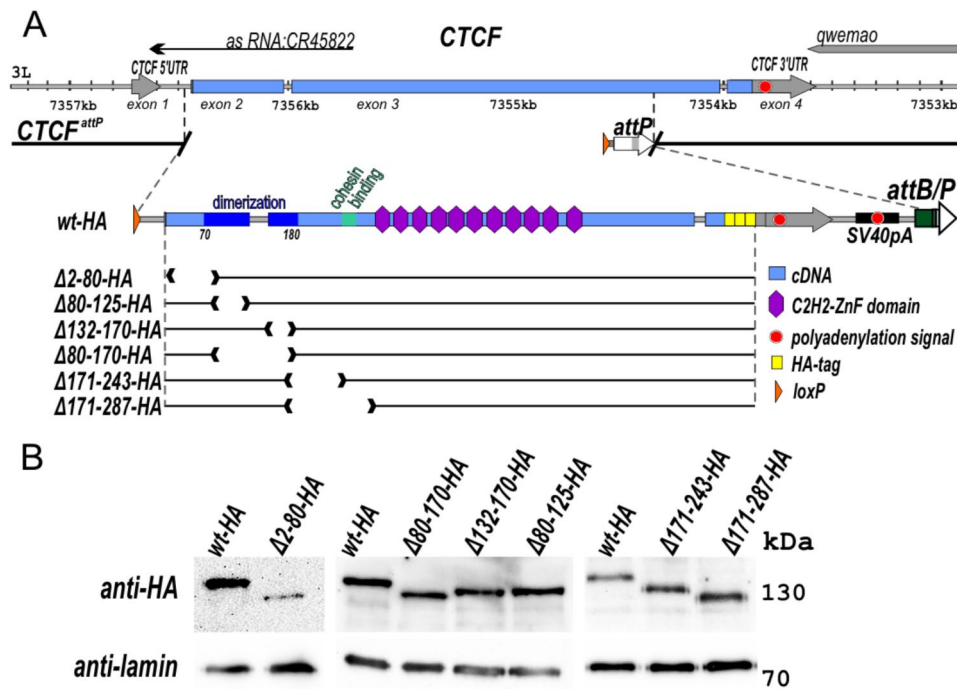 A
as RNA:CR45822
CTCF
qwemao
3L
CTCF 5'UTR
CTCF 3'UTR
7357kb
exon 1
exon 2
7356kb
exon 3
7355kb
7354kb
exon 4
7353kb
CTCF attP
attP
cohesin
binding
dimerization
attB/P
wt-HA
70
180
SV40pA
Δ2-80-HA
Δ80-125-HA
Δ132-170-HA
Δ80-170-HA
Δ171-243-HA
Δ171-287-HA
cDNA
C2H2-ZnF domain
polyadenylation signal
HA-tag
loxP
B
wt-HA
Δ2-80-HA
wt-HA
Δ80-170-HA
Δ132-170-HA
Δ80-125-HA
wt-HA
Δ171-243-HA
Δ171-287-HA
kDa
anti-HA
130
anti-lamin
70